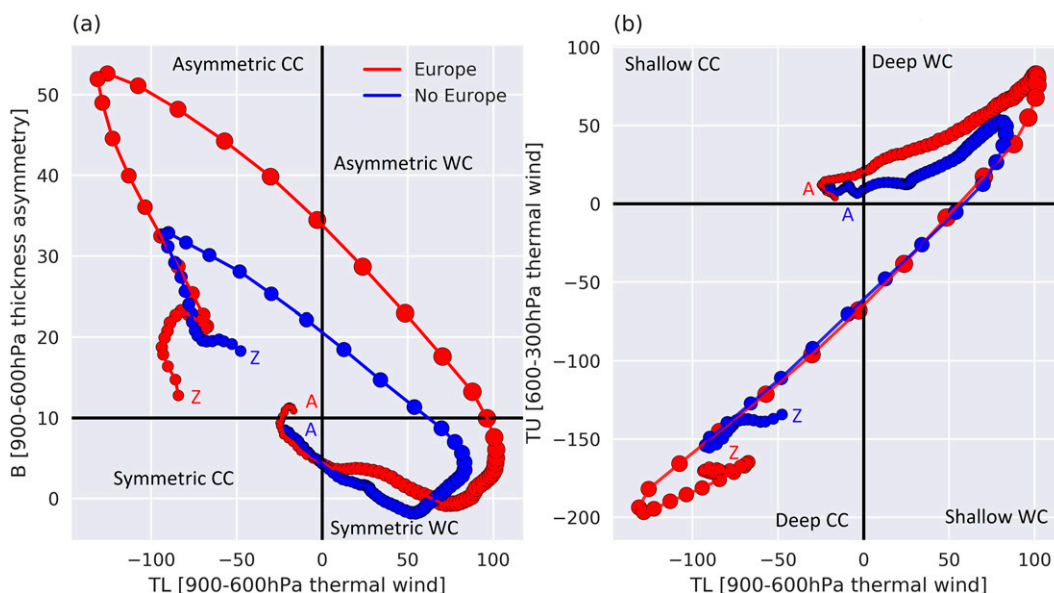 (a)
Asymmetric CC
Europe
No Europe
Asymmetric WC
Symmetric CC
Symmetric WC
A
A
Z
Z
50
40
30
20
10
0
B [900-600hPa thickness asymmetry]
−100
−50
0
50
100
TL [900-600hPa thermal wind]
(b)
Shallow CC
Deep WC
A
A
Z
Z
Deep CC
Shallow WC
100
50
0
−50
−100
−150
−200
TU [600-300hPa thermal wind]
−100
−50
0
50
100
TL [900-600hPa thermal wind]